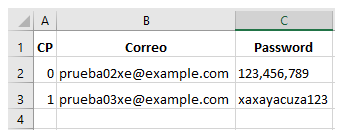 A B C
1 CP Correo Password
2 0 prueba02xe@example.com 123,456,789
3 1 prueba03xe@example.com xaxayacuza123
4